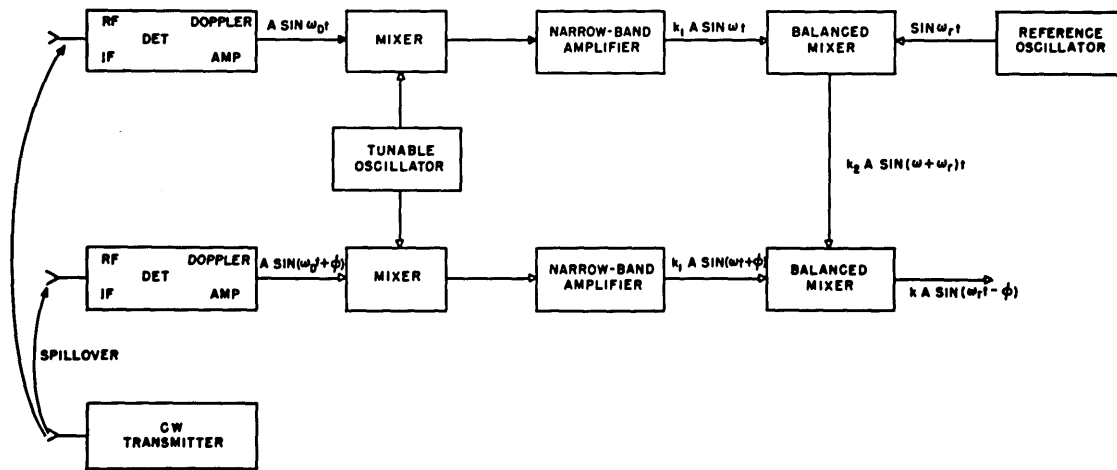 RF DOPPLER
DET
IF AMP
A SIN ω_D t
MIXER
NARROW-BAND
AMPLIFIER
k₁ A SIN ω t
BALANCED
MIXER
SIN ω_r t
REFERENCE
OSCILLATOR
TUNABLE
OSCILLATOR
k₂ A SIN(ω+ω_r)t
RF DOPPLER
DET
IF AMP
A SIN(ω_D t+ϕ)
MIXER
NARROW-BAND
AMPLIFIER
k₁ A SIN(ωt+ϕ)
BALANCED
MIXER
k A SIN(ω_r t-ϕ)
SPILLOVER
CW
TRANSMITTER